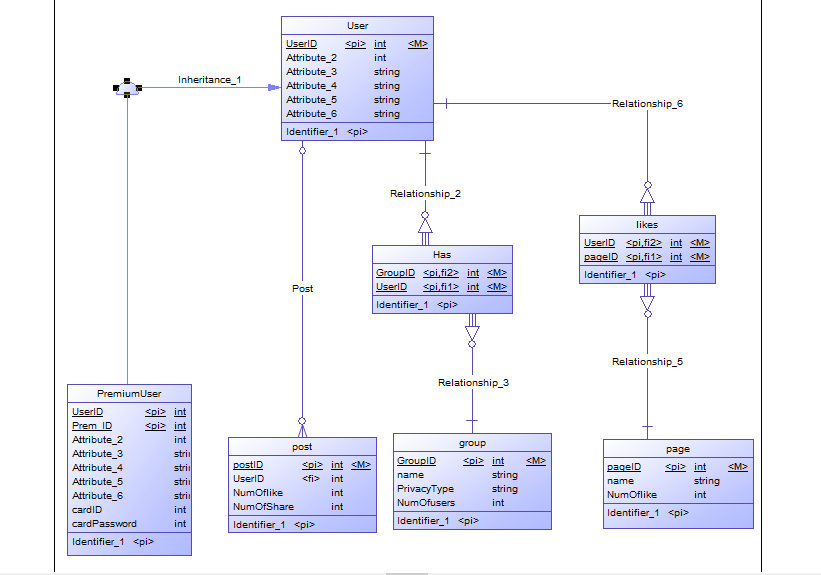 User
UserID <pi> int <M>
Attribute_2 int
Attribute_3 string
Attribute_4 string
Attribute_5 string
Attribute_6 string
Identifier_1 <pi>
Inheritance_1
Relationship_6
Relationship_2
likes
UserID <pi,fi2> int <M>
pageID <pi,fi1> int <M>
Identifier_1 <pi>
Has
GroupID <pi,fi2> int <M>
UserID <pi,fi1> int <M>
Identifier_1 <pi>
Post
Relationship_5
Relationship_3
PremiumUser
UserID <pi> int
Prem_ID <pi> int
Attribute_2 int
Attribute_3 stri
Attribute_4 stri
Attribute_5 stri
Attribute_6 stri
cardID int
cardPassword int
Identifier_1 <pi>
post
postID <pi> int <M>
UserID <fi> int
NumOflike int
NumOfShare int
Identifier_1 <pi>
group
GroupID <pi> int <M>
name string
PrivacyType string
NumOfusers int
Identifier_1 <pi>
page
pageID <pi> int <M>
name string
NumOflike int
Identifier_1 <pi>